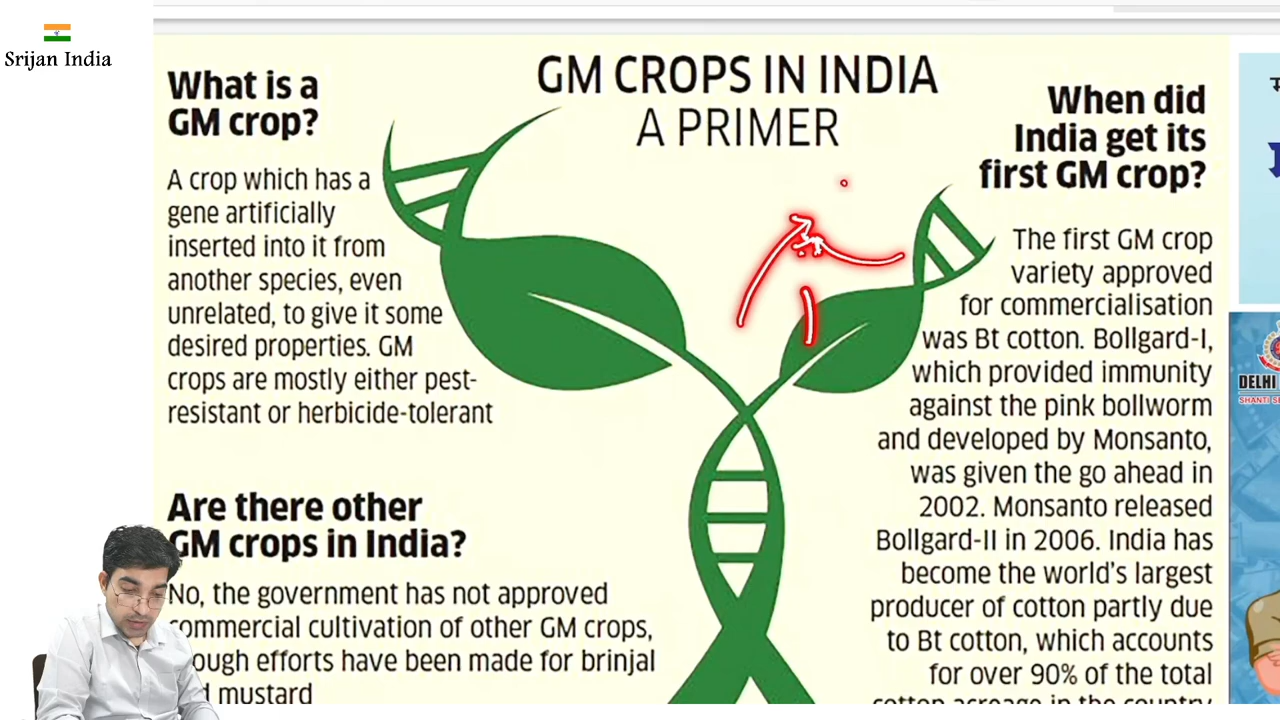 Srijan India
GM CROPS IN INDIA
A PRIMER
What is a
GM crop?
A crop which has a
gene artificially
inserted into it from
another species, even
unrelated, to give it some
desired properties. GM
crops are mostly either pest-
resistant or herbicide-tolerant
Are there other
GM crops in India?
No, the government has not approved
commercial cultivation of other GM crops,
efforts have been made for brinjal
mustard
When did
India get its
first GM crop?
The first GM crop
variety approved
for commercialisation
was Bt cotton. Bollgard-I,
which provided immunity
against the pink bollworm
and developed by Monsanto,
was given the go ahead in
2002. Monsanto released
Bollgard-II in 2006. India has
become the world's largest
producer of cotton partly due
to Bt cotton, which accounts
for over 90% of the total
cotton acreage in the country
DELHI